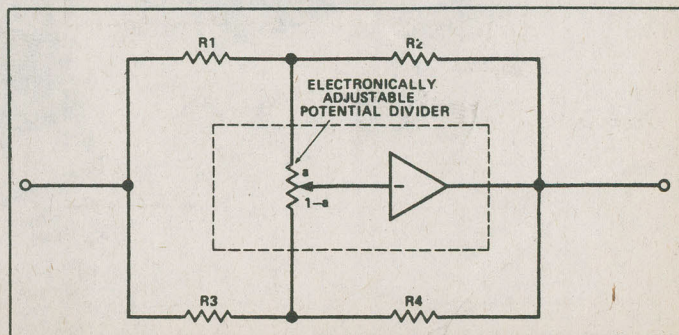 R1
R2
ELECTRONICALLY
ADJUSTABLE
POTENTIAL DIVIDER
a
1-a
-
R3
R4